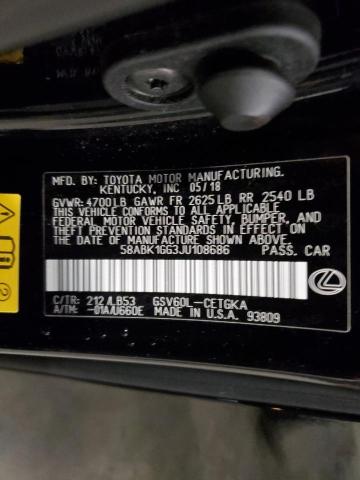 MFD. BY: TOYOTA MOTOR MANUFACTURING.
KENTUCKY, INC 05/18
GVWR: 4700LB GAWR FR 2625LB RR 2540 LB
THIS VEHICLE CONFORMS TO ALL APPLICABLE
FEDERAL MOTOR VEHICLE SAFETY, BUMPER, AND
THEFT PREVENTION STANDARDS IN EFFECT ON
THE DATE OF MANUFACTURE SHOWN ABOVE.
58ABK1GG3JU108686 PASS. CAR
C/TR: 212/LB53 GSV60L-CETGKA
A/TM: -01A/U660E MADE IN U.S.A. 93809
2